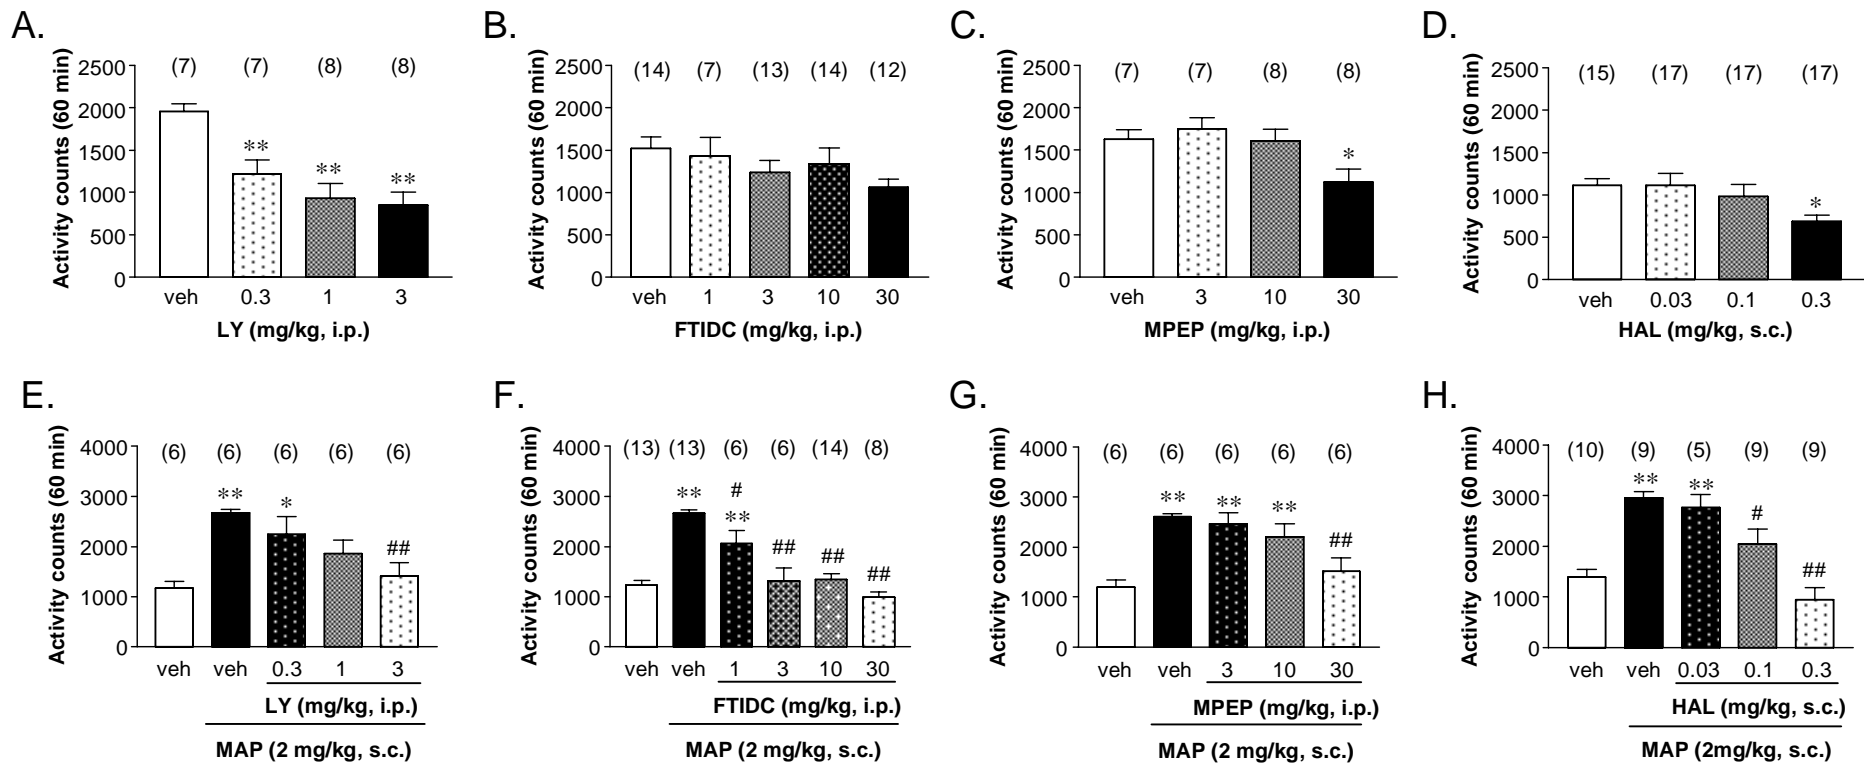 A.
Activity counts (60 min)
2500
2000
1500
1000
500
0
(7) (7) (8) (8)
** ** **
veh 0.3 1 3
LY (mg/kg, i.p.)
B.
Activity counts (60 min)
2500
2000
1500
1000
500
0
(14) (7) (13) (14) (12)
veh 1 3 10 30
FTIDC (mg/kg, i.p.)
C.
Activity counts (60 min)
2500
2000
1500
1000
500
0
(7) (7) (8) (8)
*
veh 3 10 30
MPEP (mg/kg, i.p.)
D.
Activity counts (60 min)
2500
2000
1500
1000
500
0
(15) (17) (17) (17)
*
veh 0.03 0.1 0.3
HAL (mg/kg, s.c.)
E.
Activity counts (60 min)
4000
3000
2000
1000
0
(6) (6) (6) (6) (6)
** * ##
veh veh 0.3 1 3
LY (mg/kg, i.p.)
MAP (2 mg/kg, s.c.)
F.
Activity counts (60 min)
4000
3000
2000
1000
0
(13) (13) (6) (6) (14) (8)
#
** ** ## ## ##
veh veh 1 3 10 30
FTIDC (mg/kg, i.p.)
MAP (2 mg/kg, s.c.)
G.
Activity counts (60 min)
4000
3000
2000
1000
0
(6) (6) (6) (6) (6)
** ** ** ##
veh veh 3 10 30
MPEP (mg/kg, i.p.)
MAP (2 mg/kg, s.c.)
H.
Activity counts (60 min)
4000
3000
2000
1000
0
(10) (9) (5) (9) (9)
** ** # ##
veh veh 0.03 0.1 0.3
HAL (mg/kg, s.c.)
MAP (2mg/kg, s.c.)